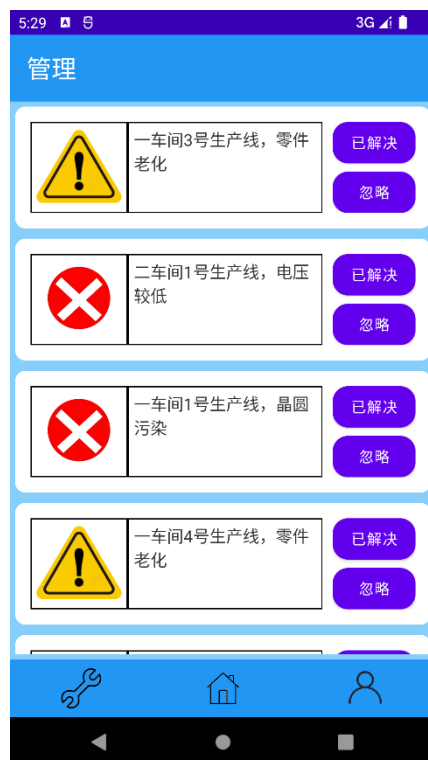 5:29 3G
管理
一车间3号生产线，零件
老化
已解决
忽略
二车间1号生产线，电压
较低
已解决
忽略
一车间1号生产线，晶圆
污染
已解决
忽略
一车间4号生产线，零件
老化
已解决
忽略